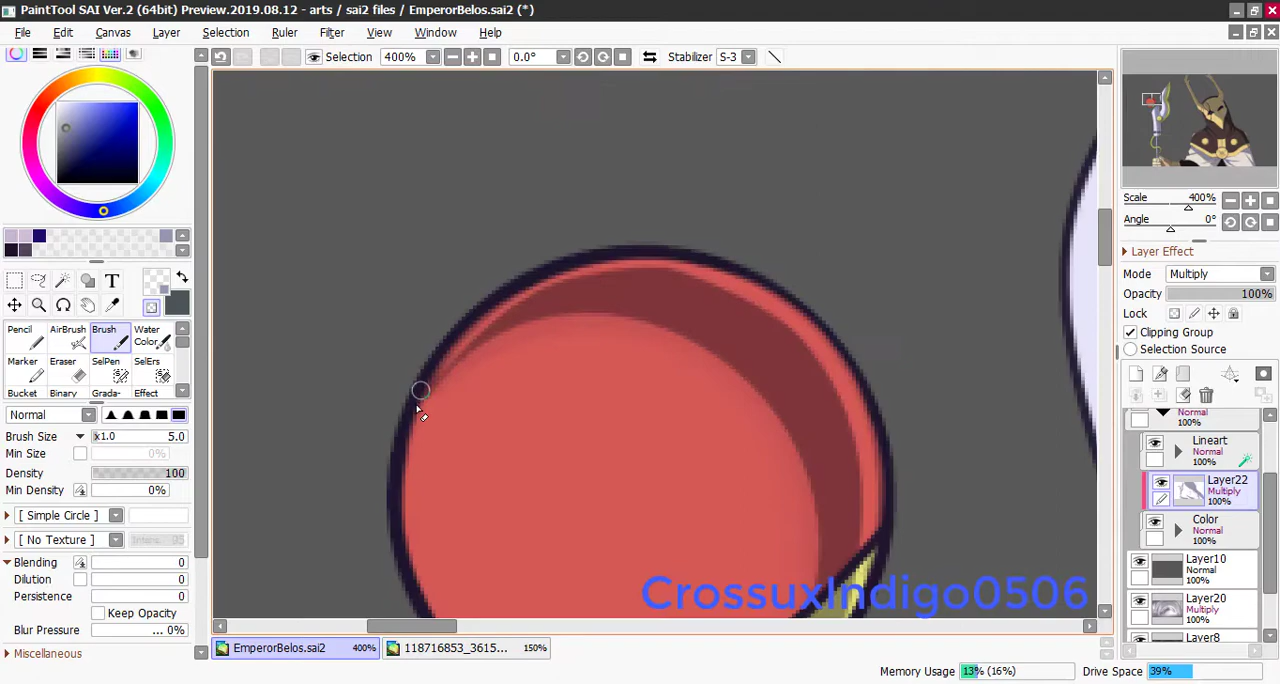 PaintTool SAI Ver.2 (64bit) Preview.2019.08.12 - arts / sai2 files / EmperorBelos.sai2 (*)
File Edit Canvas Layer Selection Ruler Filter View Window Help
Selection 400% 0.0° Stabilizer S-3
Scale 400%
Angle 0°
Layer Effect
Mode Multiply
Opacity 100%
Lock
Clipping Group
Selection Source
T
Pencil AirBrush Brush Water Color
Marker Eraser SelPen SelErs
Bucket Binary Grada- Effect
Normal
Brush Size x1.0 5.0
Min Size 0%
Density 100
Min Density 0%
[ Simple Circle ]
[ No Texture ]
Blending 0
Dilution 0
Persistence 0
Keep Opacity
Blur Pressure ... 0%
Miscellaneous
Normal
100%
Lineart
Normal
100%
Layer22
Multiply
100%
Color
Normal
100%
Layer10
Normal
100%
Layer20
Multiply
100%
Layer8
CrossuxIndigo0506
EmperorBelos.sai2 400% 118716853_3615... 150%
Memory Usage 13% (16%) Drive Space 39%